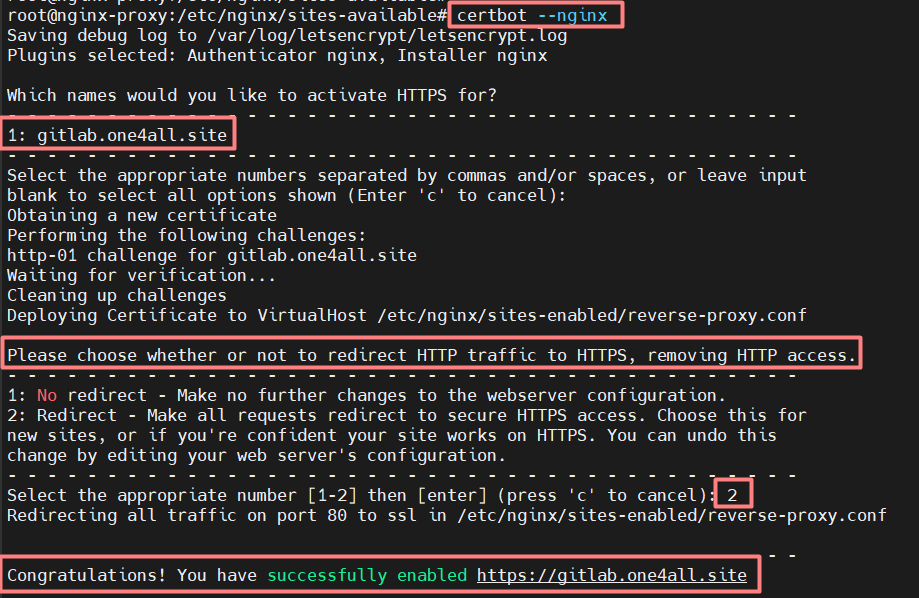 root@nginx-proxy:/etc/nginx/sites-available# certbot --nginx
Saving debug log to /var/log/letsencrypt/letsencrypt.log
Plugins selected: Authenticator nginx, Installer nginx
Which names would you like to activate HTTPS for?
- - - - - - - - - - - - - - - - - - - - - - - - - - - - - - - - - - - - - - - -
1: gitlab.one4all.site
- - - - - - - - - - - - - - - - - - - - - - - - - - - - - - - - - - - - - - - -
Select the appropriate numbers separated by commas and/or spaces, or leave input
blank to select all options shown (Enter 'c' to cancel):
Obtaining a new certificate
Performing the following challenges:
http-01 challenge for gitlab.one4all.site
Waiting for verification...
Cleaning up challenges
Deploying Certificate to VirtualHost /etc/nginx/sites-enabled/reverse-proxy.conf
Please choose whether or not to redirect HTTP traffic to HTTPS, removing HTTP access.
- - - - - - - - - - - - - - - - - - - - - - - - - - - - - - - - - - - - - - - -
1: No redirect - Make no further changes to the webserver configuration.
2: Redirect - Make all requests redirect to secure HTTPS access. Choose this for
new sites, or if you're confident your site works on HTTPS. You can undo this
change by editing your web server's configuration.
- - - - - - - - - - - - - - - - - - - - - - - - - - - - - - - - - - - - - - - -
Select the appropriate number [1-2] then [enter] (press 'c' to cancel): 2
Redirecting all traffic on port 80 to ssl in /etc/nginx/sites-enabled/reverse-proxy.conf
- -
Congratulations! You have successfully enabled https://gitlab.one4all.site